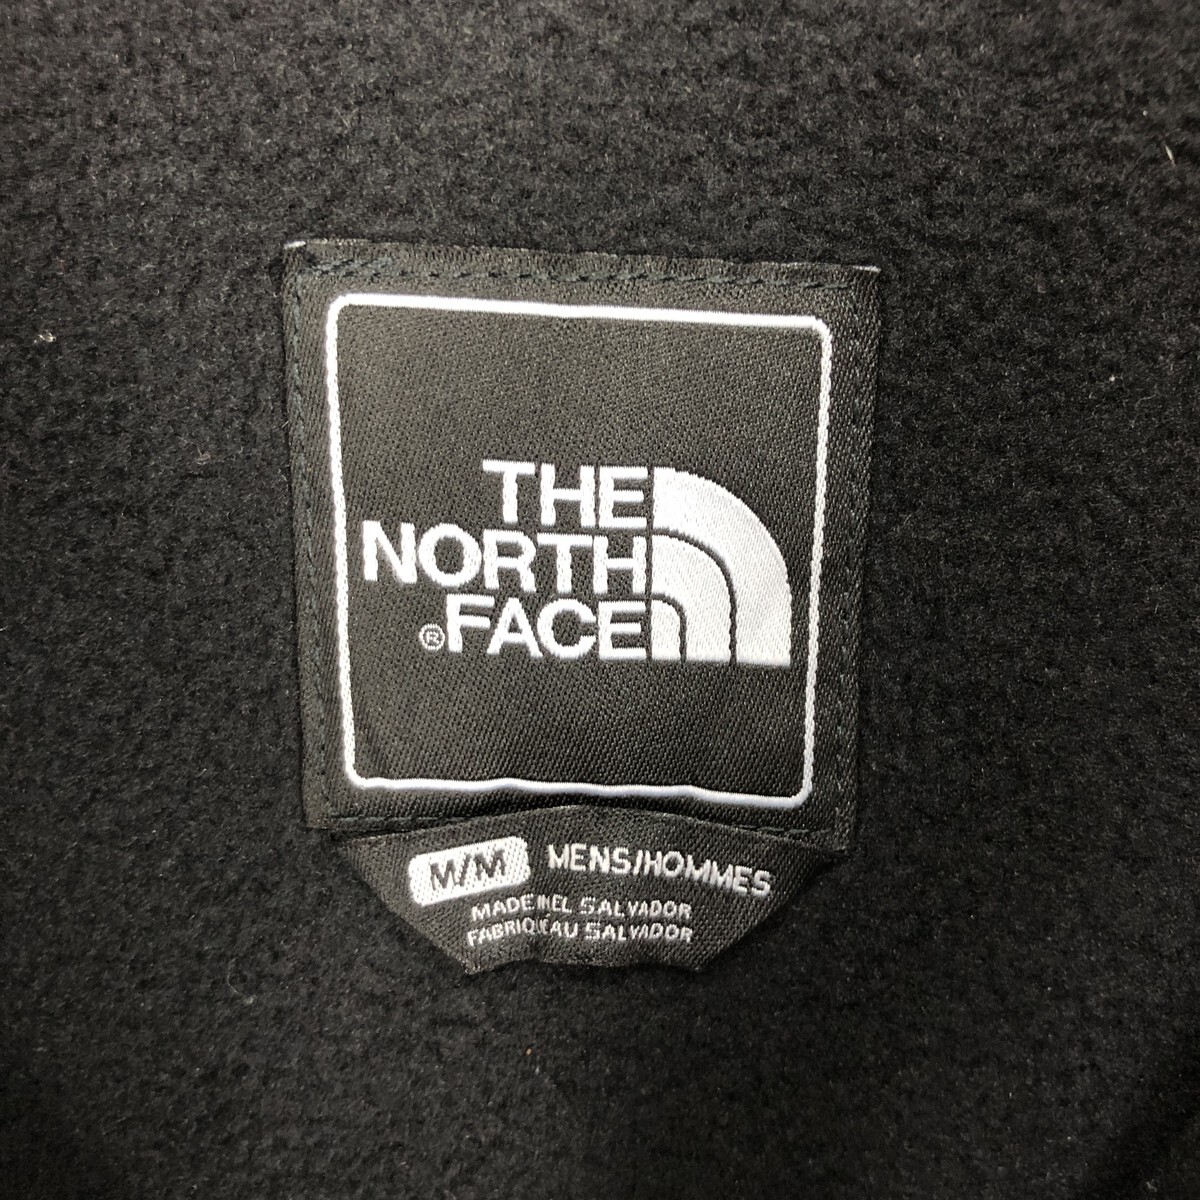 THE
NORTH
®FACE
M/M MENS/HOMMES
MADE IN EL SALVADOR
FABRIQUÉ AU SALVADOR